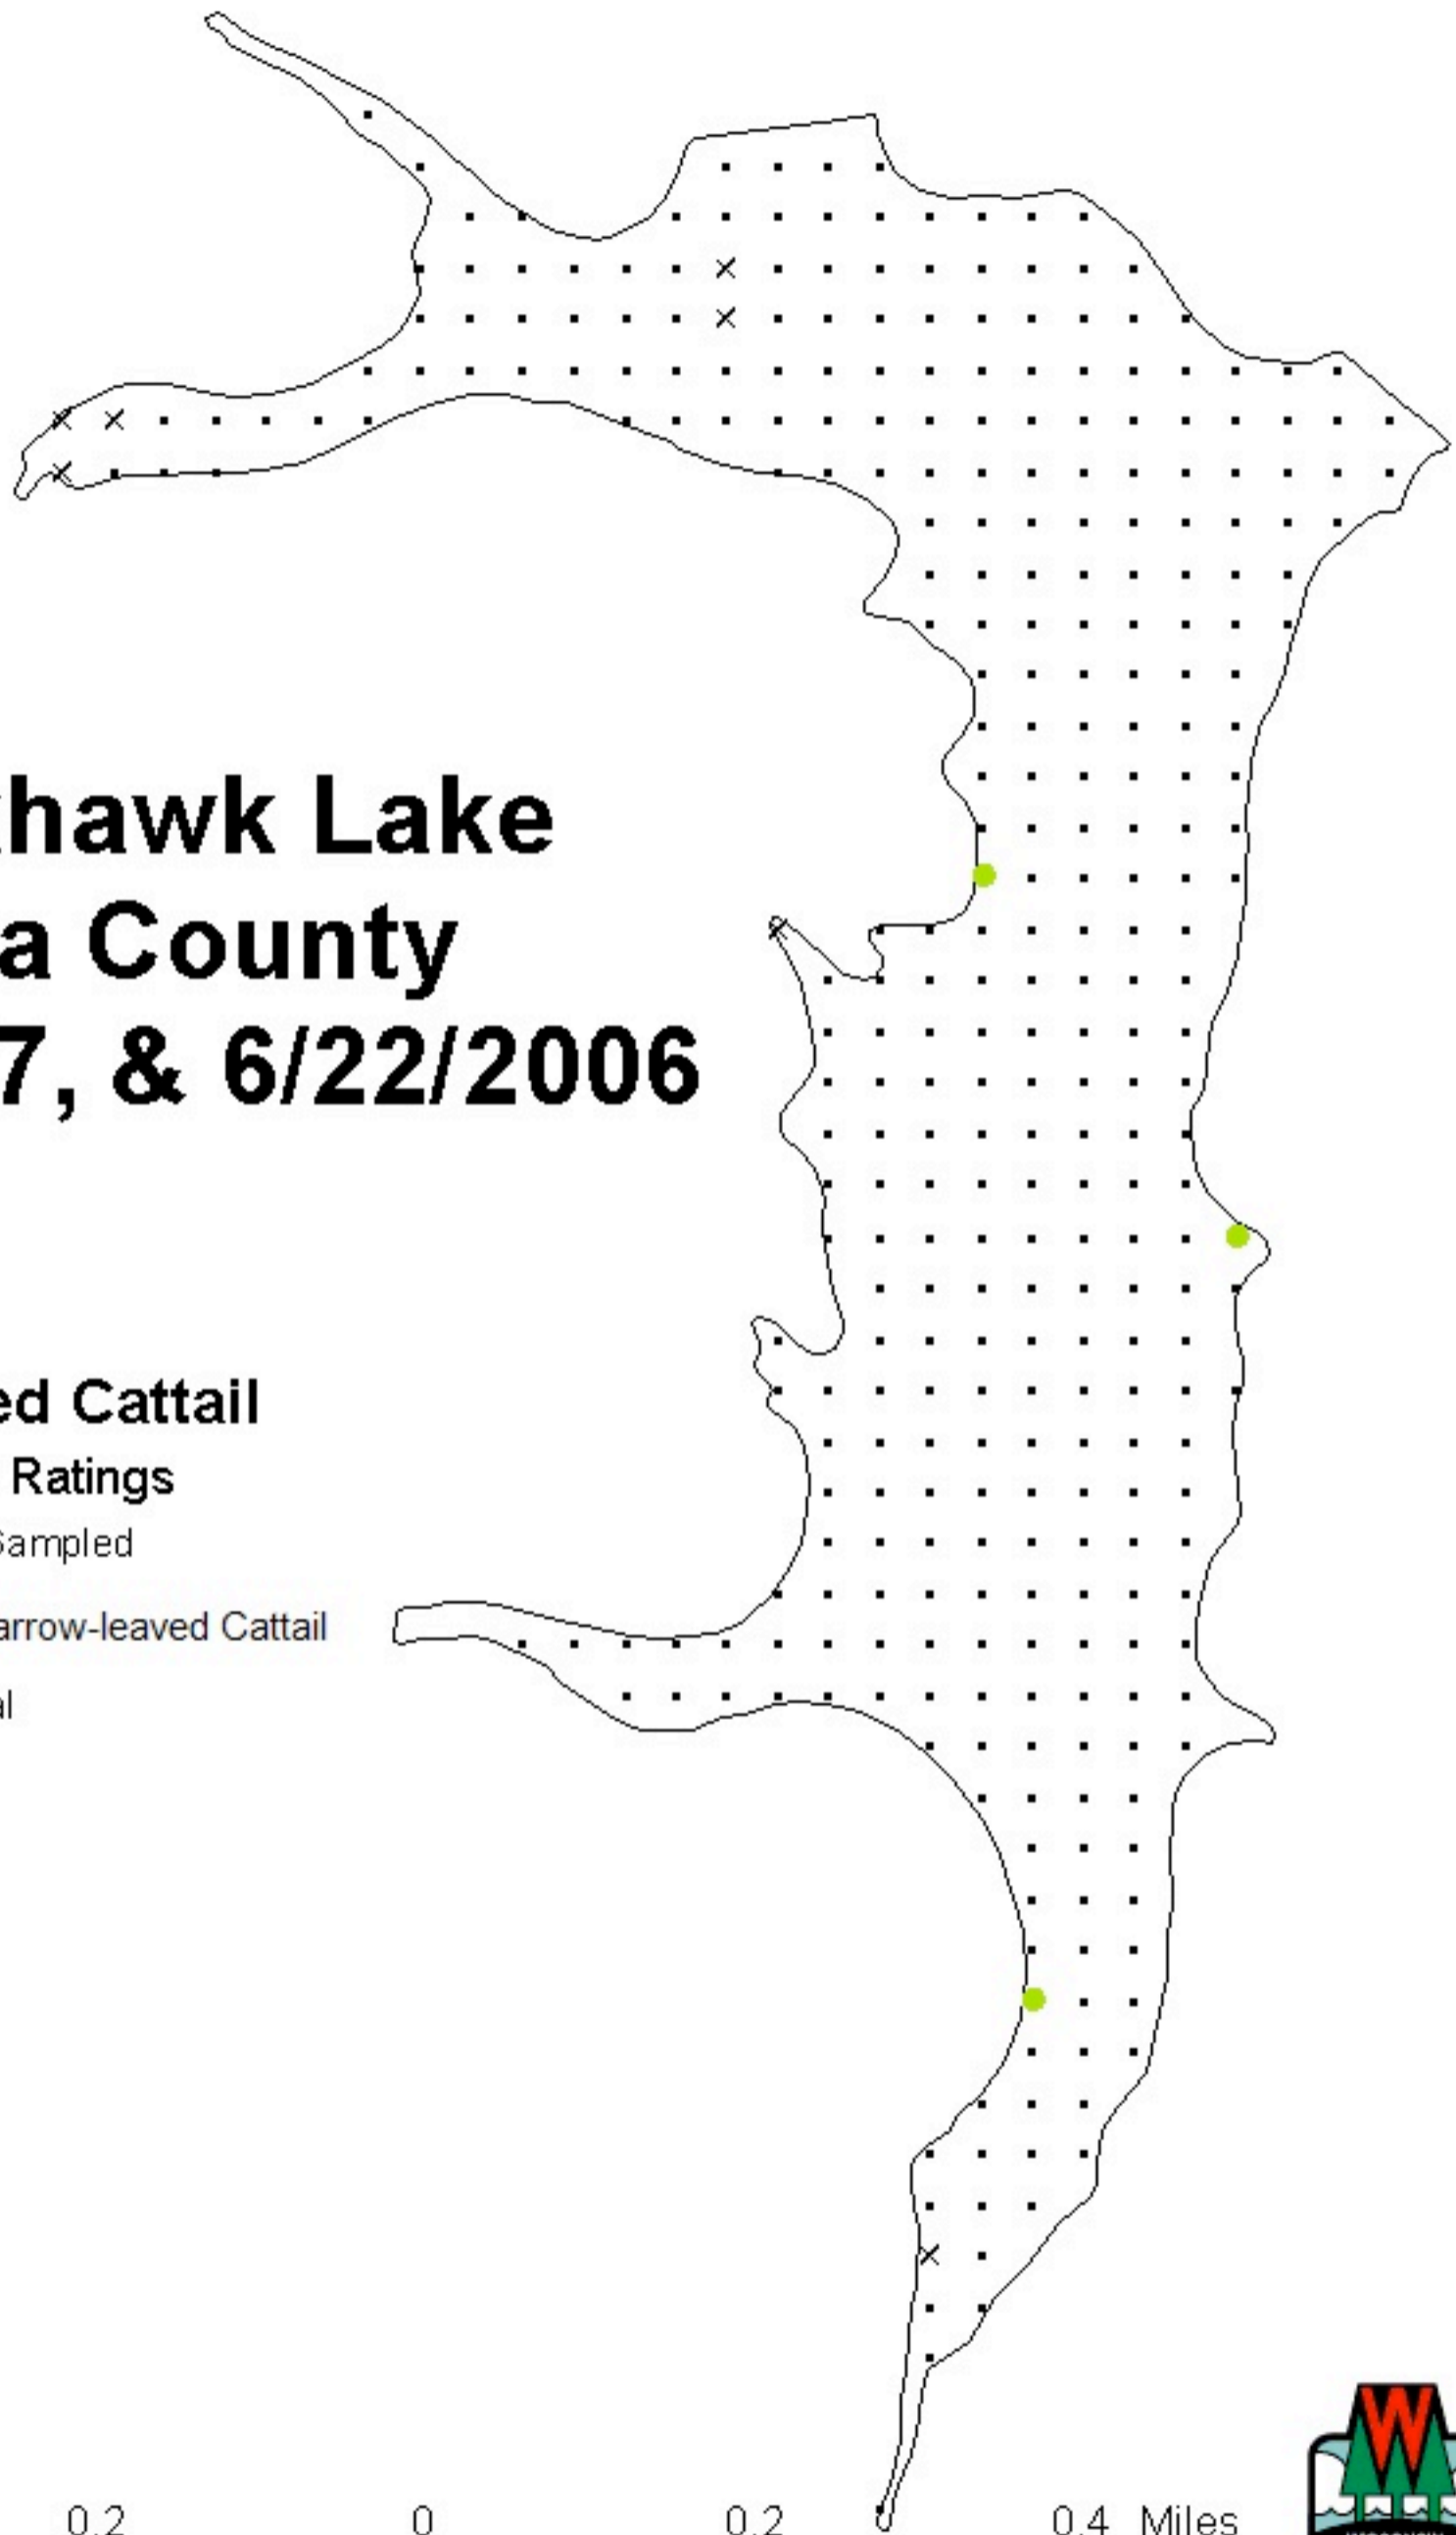 hawk Lake
a County
7, & 6/22/2006
ed Cattail
Ratings
Sampled
arrow-leaved Cattail
al
0.2 0 0.2 0.4 Miles
W